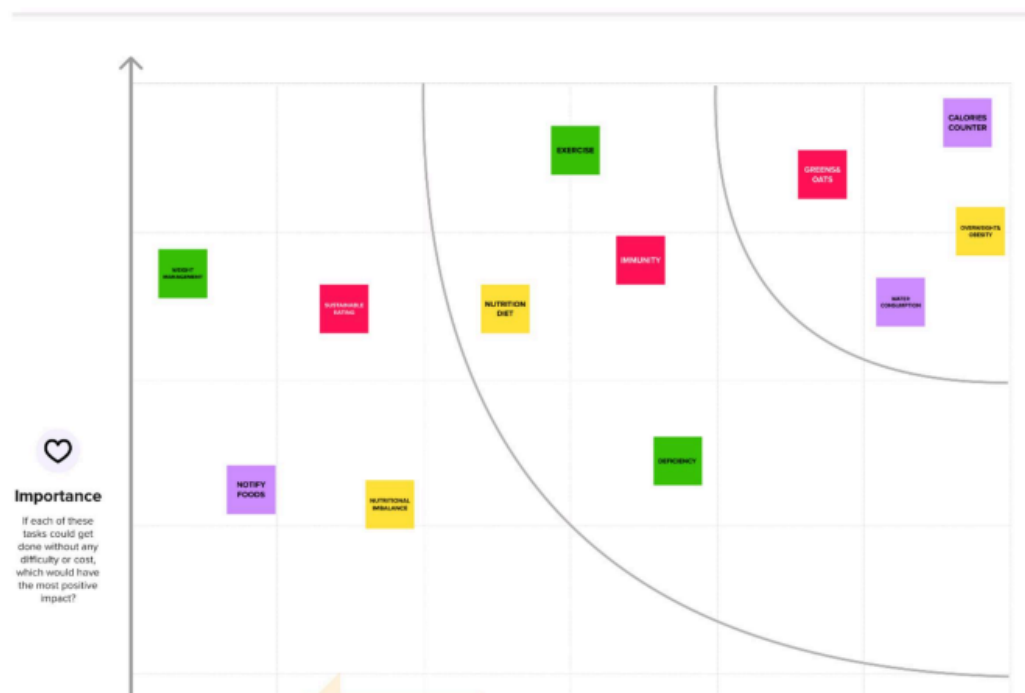 CALORIES
COUNTER
EXERCISE
GREENS&
OATS
OVERWEIGHT&
OBESITY
IMMUNITY
WEIGHT
MANAGEMENT
SUSTAINABLE
EATING
NUTRITION
DIET
WATER
CONSUMPTION
DEFICIENCY
NOTIFY
FOODS
NUTRITIONAL
IMBALANCE
Importance
If each of these
tasks could get
done without any
difficulty or cost,
which would have
the most positive
impact?